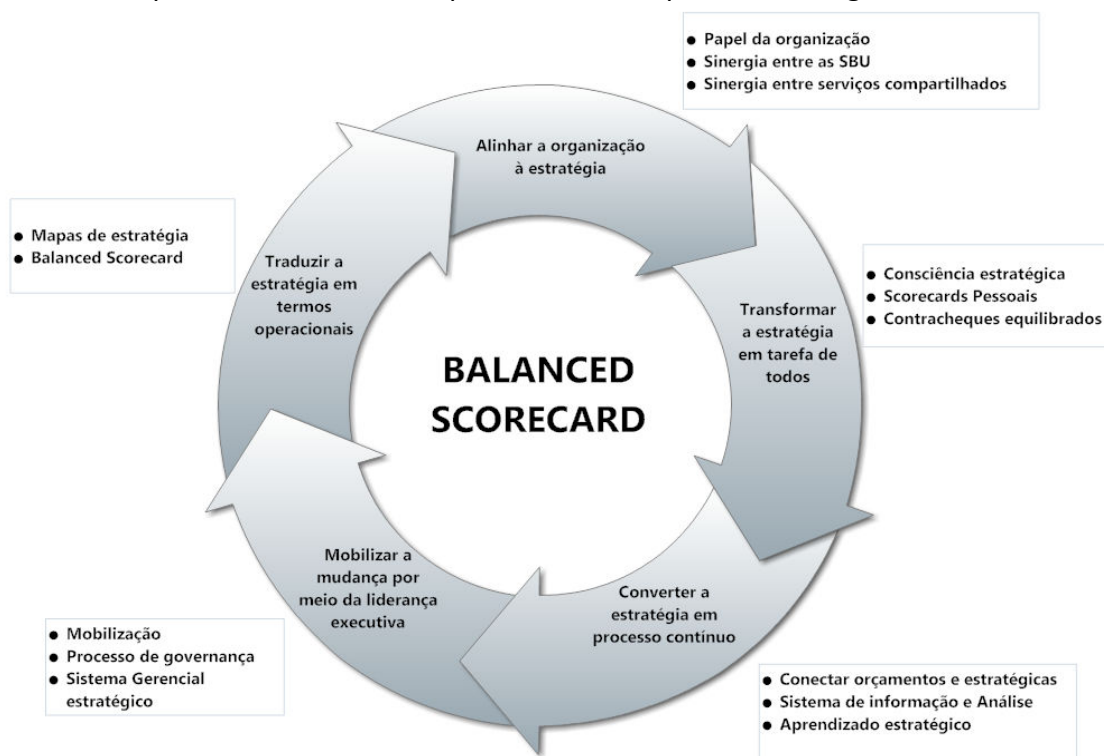 ● Papel da organização
● Sinergia entre as SBU
● Sinergia entre serviços compartilhados
Alinhar a organização
à estratégia
● Mapas de estratégia
● Balanced Scorecard
Traduzir a
estratégia em
termos
operacionais
● Consciência estratégica
● Scorecards Pessoais
● Contracheques equilibrados
Transformar
a estratégia
em tarefa de
todos
BALANCED
SCORECARD
Mobilizar a
mudança por
meio da liderança
executiva
Converter a
estratégia em
processo contínuo
● Mobilização
● Processo de governança
● Sistema Gerencial
estratégico
● Conectar orçamentos e estratégicas
● Sistema de informação e Análise
● Aprendizado estratégico